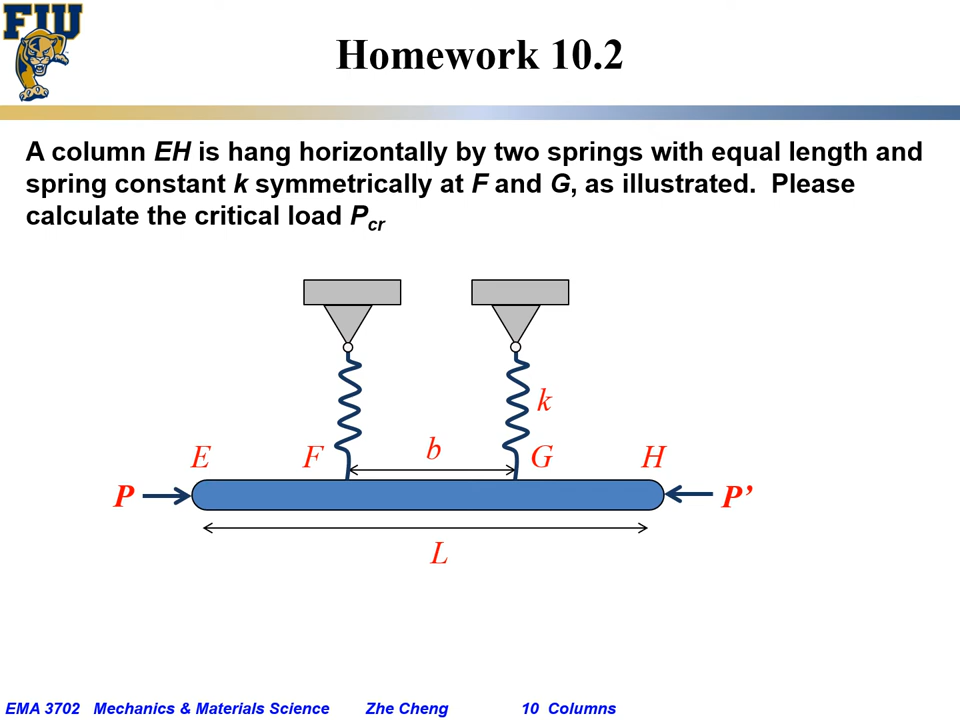 FIU
Homework 10.2
A column EH is hang horizontally by two springs with equal length and
spring constant k symmetrically at F and G, as illustrated.  Please
calculate the critical load Pcr
k
E F b G H
P P’
L
EMA 3702 Mechanics & Materials Science Zhe Cheng 10 Columns